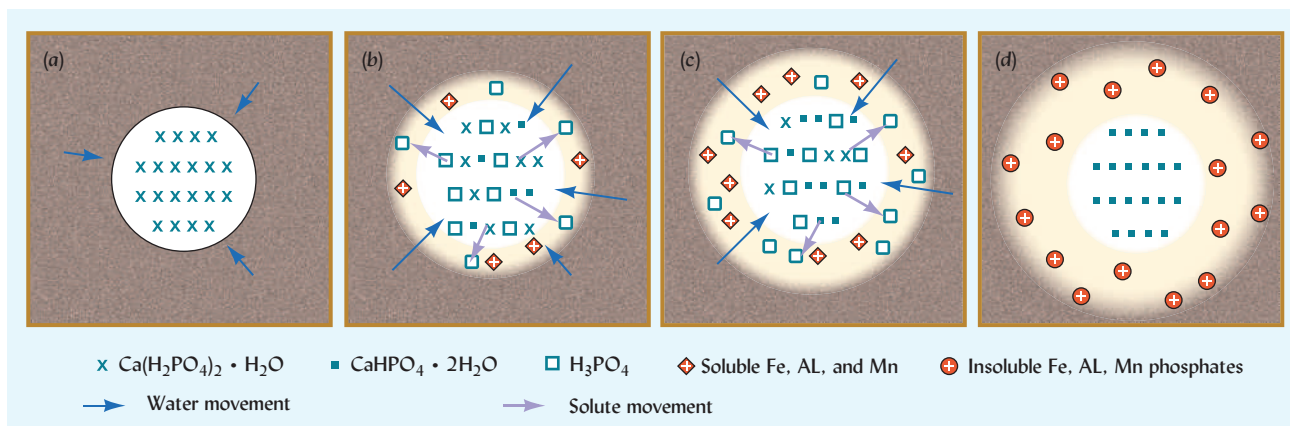 (a)
(b)
(c)
(d)
x Ca(H₂PO₄)₂ • H₂O
CaHPO₄ • 2H₂O
H₃PO₄
Soluble Fe, AL, and Mn
Insoluble Fe, AL, Mn phosphates
Water movement
Solute movement